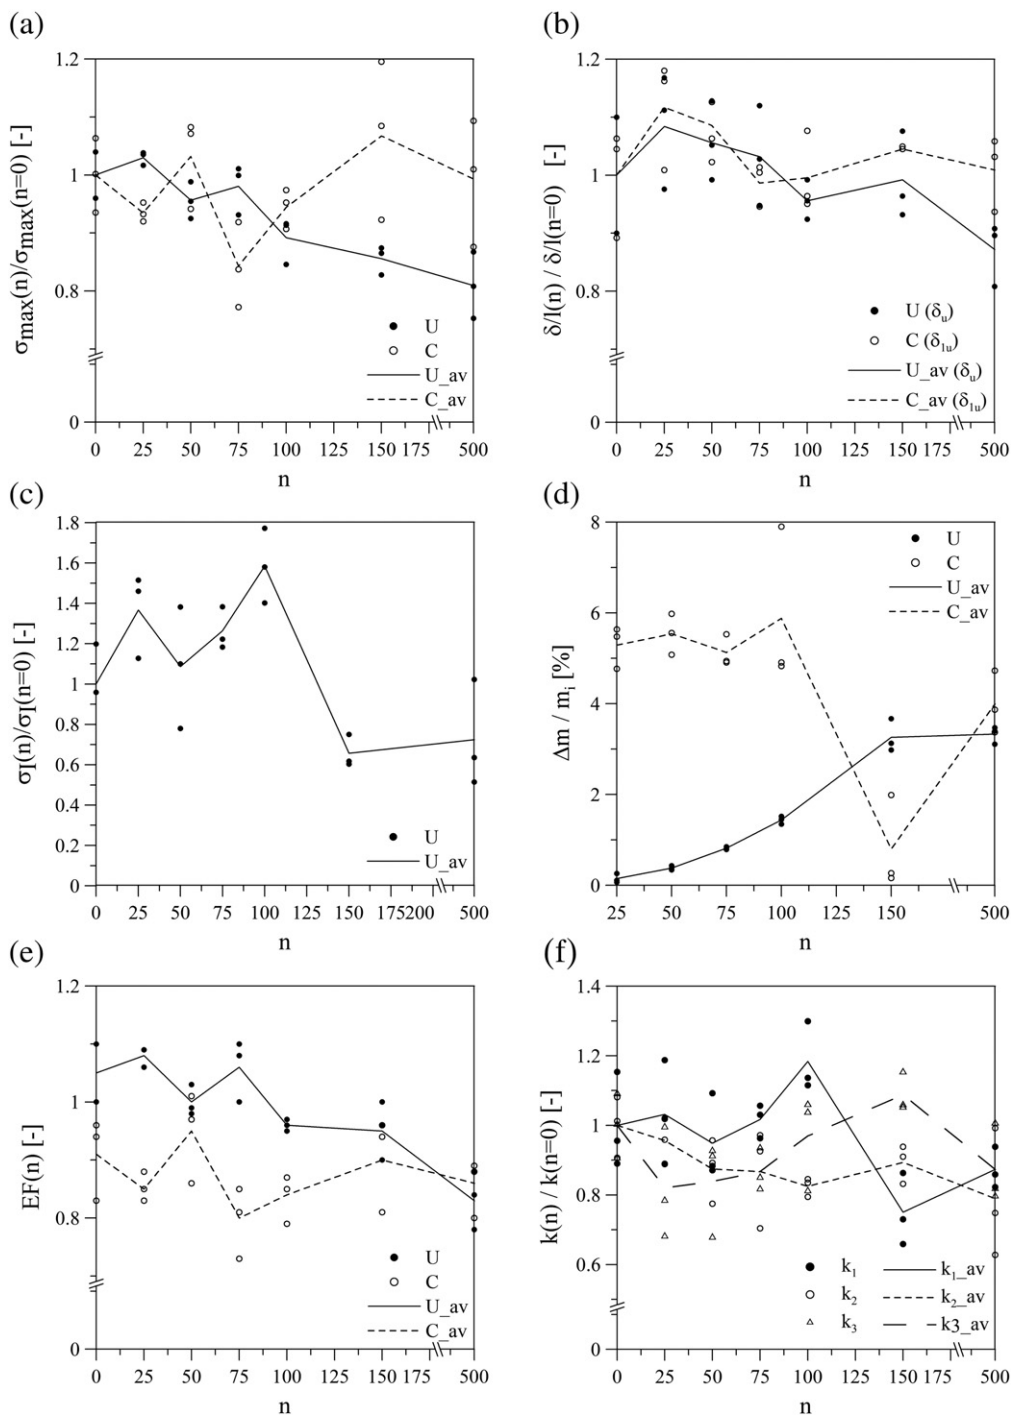 (a)
σmax(n)/σmax(n=0) [-]
1.2
1
0.8
0
U
C
U_av
C_av
0 25 50 75 100 150 175 500
n
(b)
δ/l(n) / δ/l(n=0) [-]
1.2
1
0.8
0
U (δu)
C (δ1u)
U_av (δu)
C_av (δ1u)
0 25 50 75 100 150 175 500
n
(c)
σI(n)/σI(n=0) [-]
1.8
1.6
1.4
1.2
1
0.8
0.6
0.4
0.2
0
U
U_av
0 25 50 75 100 125 150 175 200 500
n
(d)
Δm / mi [%]
8
6
4
2
0
U
C
U_av
C_av
25 50 75 100 125 150 500
n
(e)
EF(n) [-]
1.2
1
0.8
0
U
C
U_av
C_av
0 25 50 75 100 150 175 500
n
(f)
k(n) / k(n=0) [-]
1.4
1.2
1
0.8
0.6
0
k1 k1_av
k2 k2_av
k3 k3_av
0 25 50 75 100 150 175 500
n